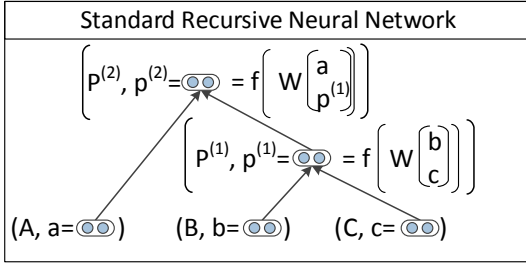 Standard Recursive Neural Network
(P⁽²⁾, p⁽²⁾= = f(W[a p⁽¹⁾]))
(P⁽¹⁾, p⁽¹⁾= = f(W[b c]))
(A, a= ) (B, b= ) (C, c= )